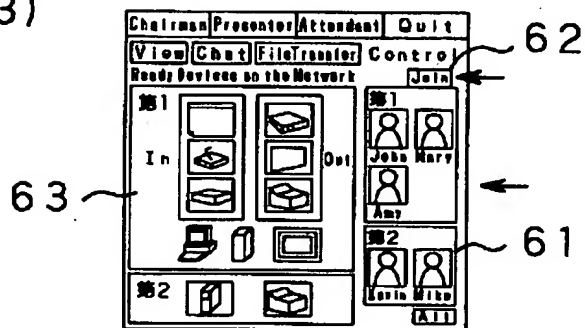 3)
Chairman Presenter Attendant Quit
View Chat FileTransfer Control
Ready Devices on the Network Join
62
第1
In
Out
63
第1
John Mary
Amy
第2
Kevin Mike
61
第2
All